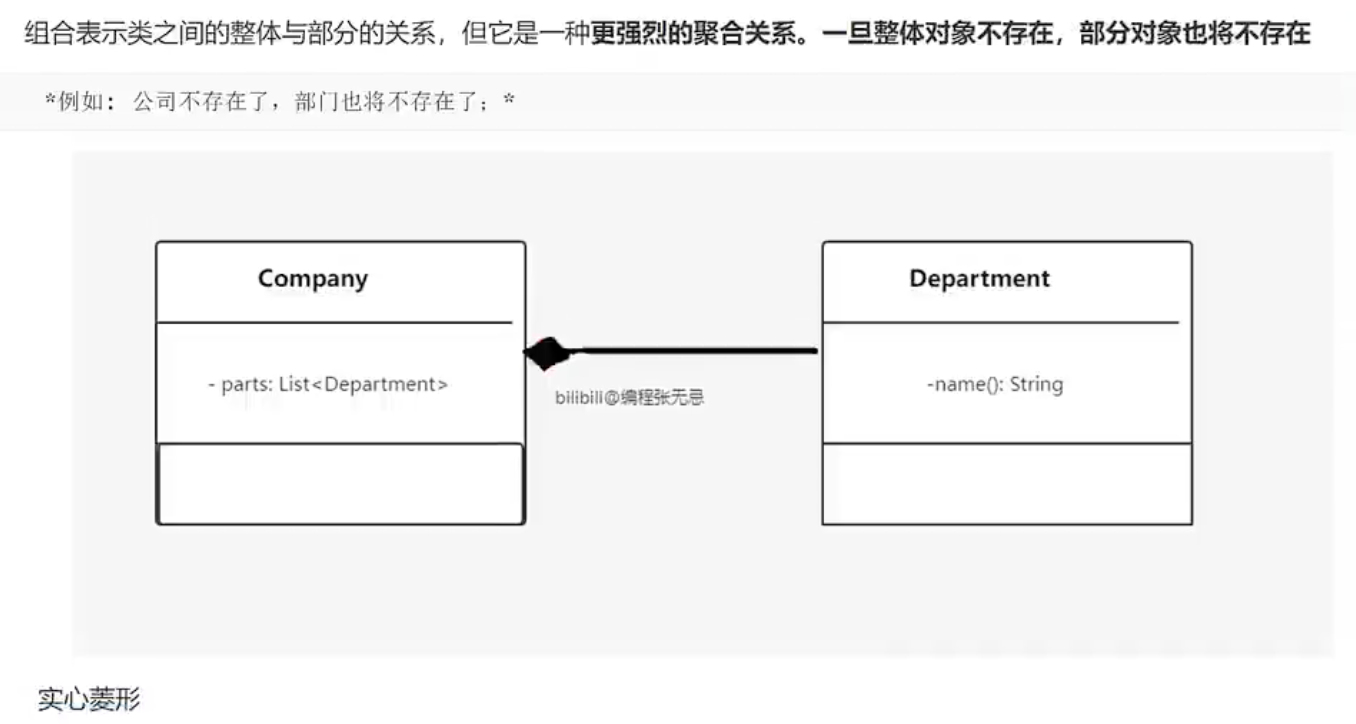 组合表示类之间的整体与部分的关系，但它是一种更强烈的聚合关系。一旦整体对象不存在，部分对象也将不存在
*例如： 公司不存在了，部门也将不存在了；*
Company
Department
- parts: List<Department>
-name(): String
bilibili@编程张无忌
实心菱形